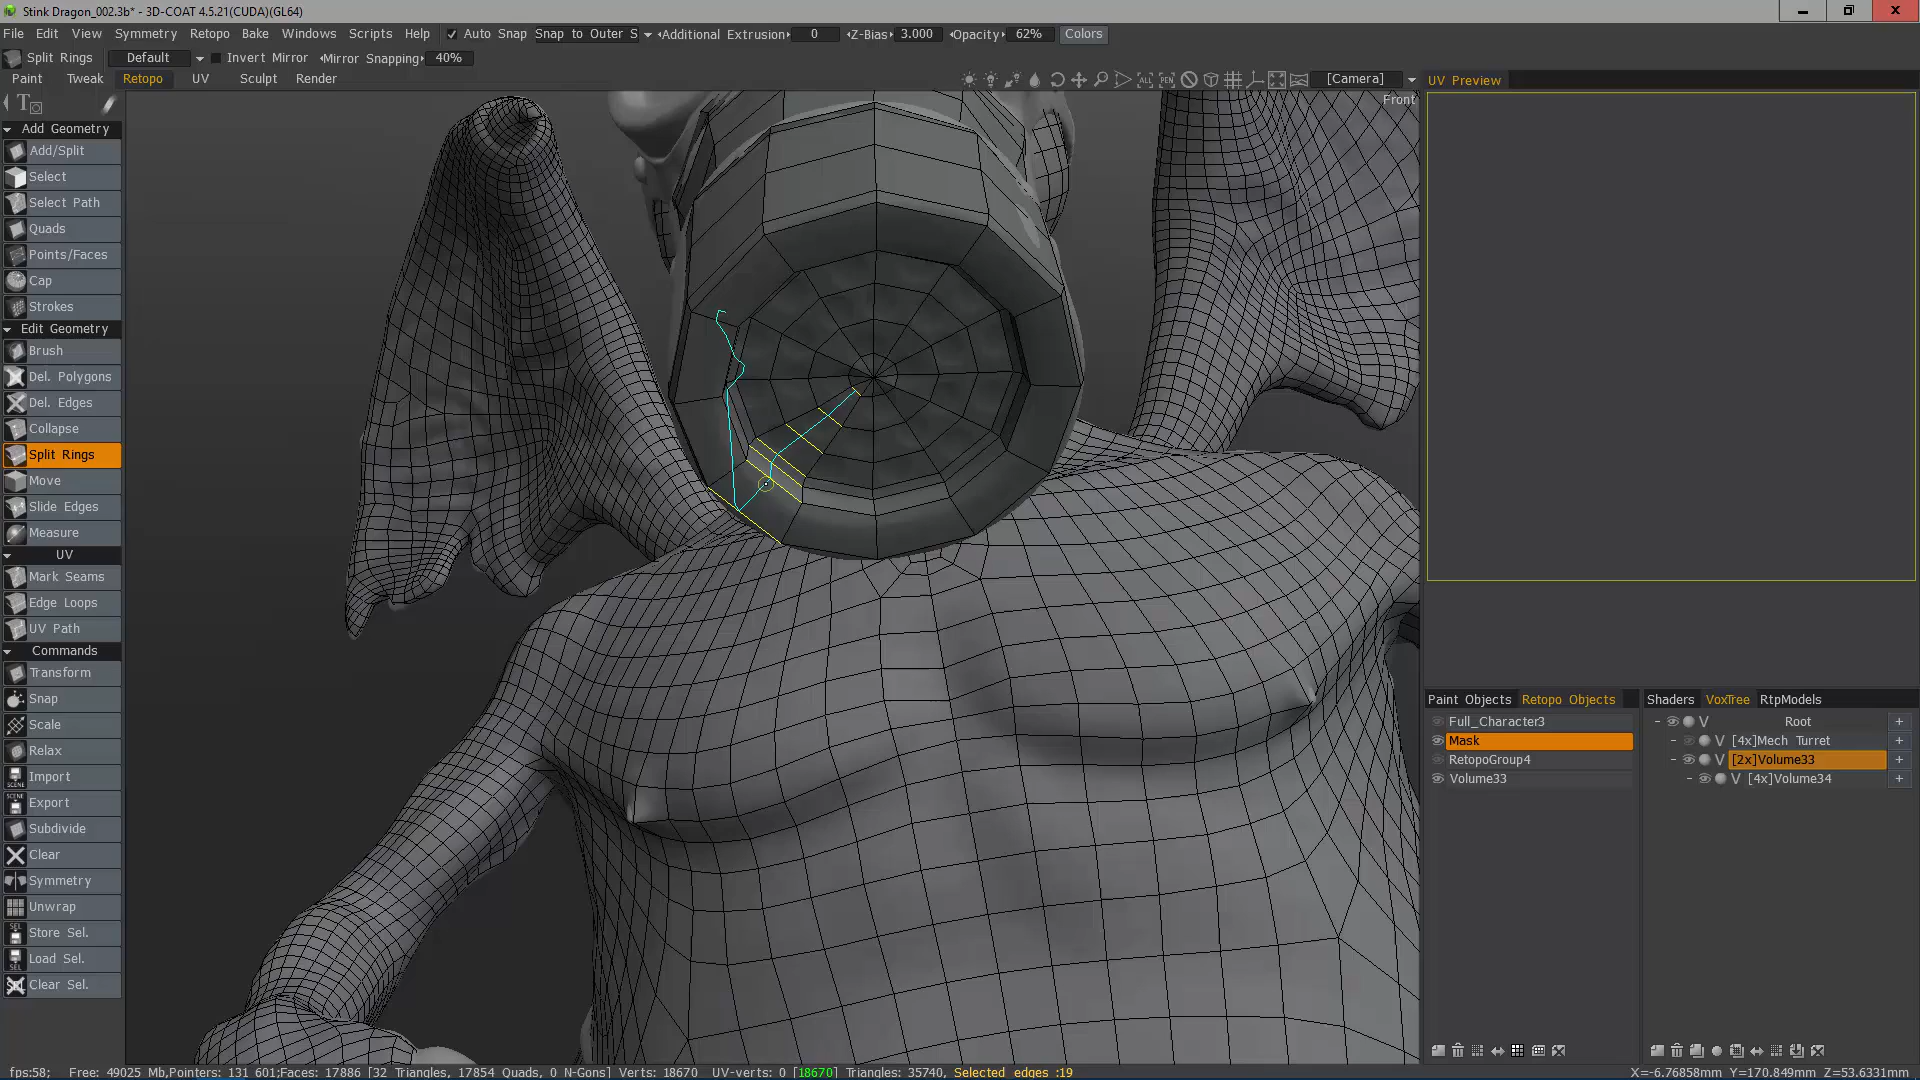 Stink Dragon_002.3b* - 3D-COAT 4.5.21(CUDA)(GL64)
File Edit View Symmetry Retopo Bake Windows Scripts Help Auto Snap Snap to Outer S Additional Extrusion 0 Z-Bias 3.000 Opacity 62% Colors
Split Rings Default Invert Mirror Mirror Snapping 40%
Paint Tweak Retopo UV Sculpt Render [Camera] UV Preview
Front
Add Geometry
Add/Split
Select
Select Path
Quads
Points/Faces
Cap
Strokes
Edit Geometry
Brush
Del. Polygons
Del. Edges
Collapse
Split Rings
Move
Slide Edges
Measure
UV
Mark Seams
Edge Loops
UV Path
Commands
Transform
Snap
Scale
Relax
Import
Export
Subdivide
Clear
Symmetry
Unwrap
Store Sel.
Load Sel.
Clear Sel.
Paint Objects Retopo Objects
Full_Character3
Mask
RetopoGroup4
Volume33
Shaders VoxTree RtpModels
V Root +
V [4x]Mech Turret +
V [2x]Volume33 +
V [4x]Volume34 +
fps:58; Free: 49025 Mb,Pointers: 131 601;Faces: 17886 [32 Triangles, 17854 Quads, 0 N-Gons] Verts: 18670 UV-verts: 0 [18670] Triangles: 35740, Selected edges :19 X=-6.76858mm Y=170.849mm Z=53.6331mm